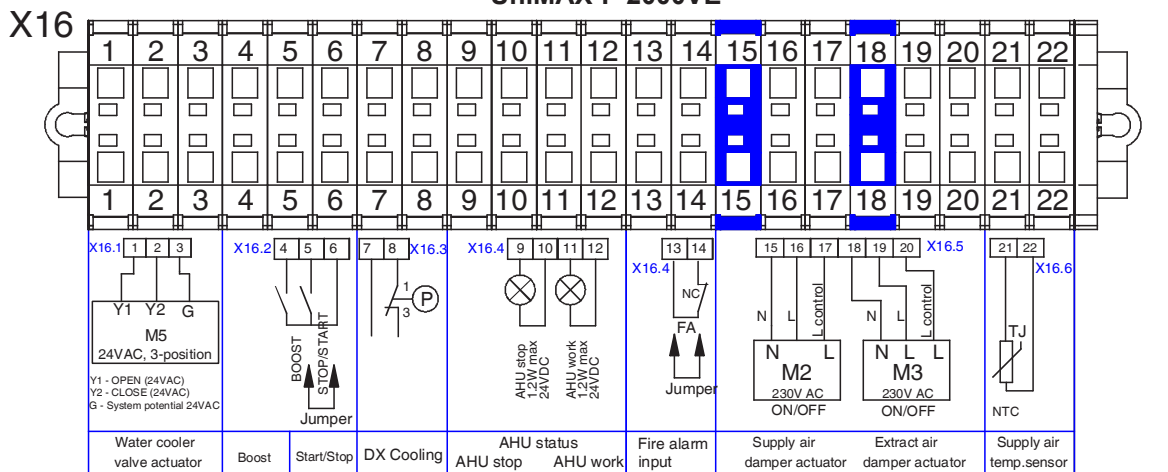 X16
1 2 3 4 5 6 7 8 9 10 11 12 13 14 15 16 17 18 19 20 21 22
1 2 3 4 5 6 7 8 9 10 11 12 13 14 15 16 17 18 19 20 21 22
X16.1 1 2 3
Y1 Y2 G
M5
24VAC, 3-position
Y1 - OPEN (24VAC)
Y2 - CLOSE (24VAC)
G - System potential 24VAC
Water cooler
valve actuator
X16.2 4 5 6
BOOST
STOP/START
Jumper
Boost
Start/Stop
7 8 X16.3
1
P
3
DX Cooling
X16.4 9 10 11 12
AHU stop
1.2W max
24VDC
AHU work
1.2W max
24VDC
AHU status
AHU stop AHU work
13 14
X16.4
NC
FA
Jumper
Fire alarm
input
15 16 17 18 19 20 X16.5
N
L
L control
N L
M2
230V AC
ON/OFF
Supply air
damper actuator
N
L
L control
N L L
M3
230V AC
ON/OFF
Extract air
damper actuator
21 22
X16.6
TJ
NTC
Supply air
temp.sensor